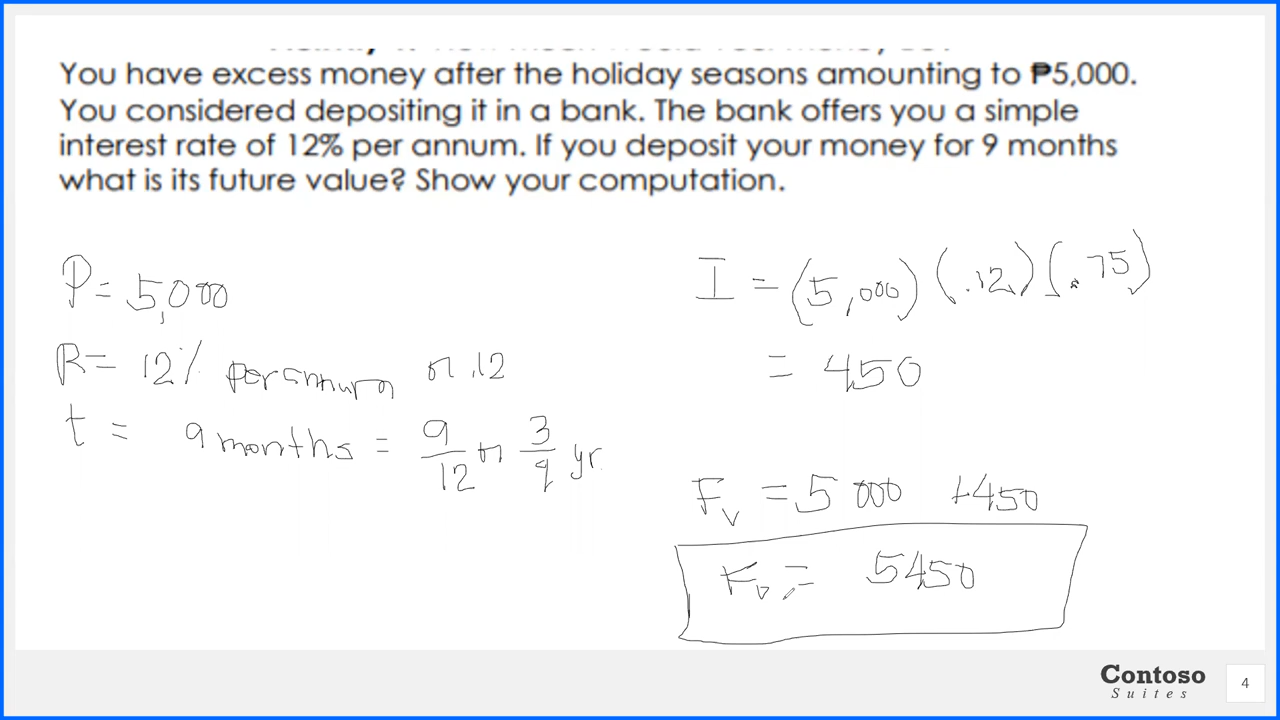 You have excess money after the holiday seasons amounting to ₱5,000.
You considered depositing it in a bank. The bank offers you a simple
interest rate of 12% per annum. If you deposit your money for 9 months
what is its future value? Show your computation.
P = 5,000
R = 12% per annum or .12
t = 9 months = 9/12 or 3/4 yr.
I = (5,000) (.12) (.75)
= 450
Fv = 5 000 + 450
Fv = 5450
Contoso
Suites
4